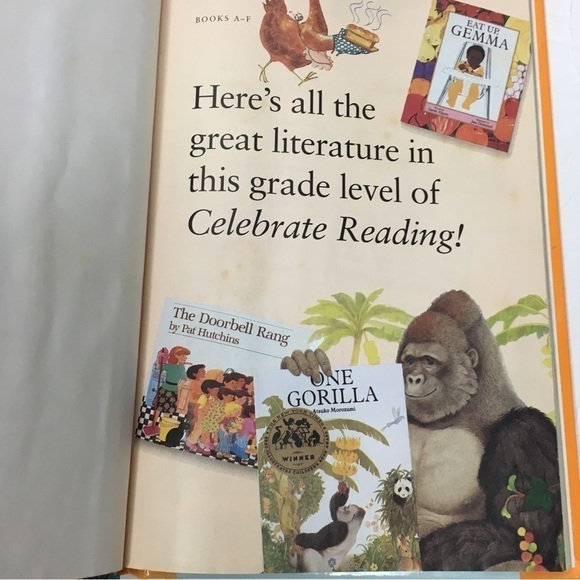 BOOKS A–F
EAT UP,
GEMMA
Here's all the
great literature in
this grade level of
Celebrate Reading!
The Doorbell Rang
by Pat Hutchins
ONE
GORILLA
Atsuko Morozumi
WINNER